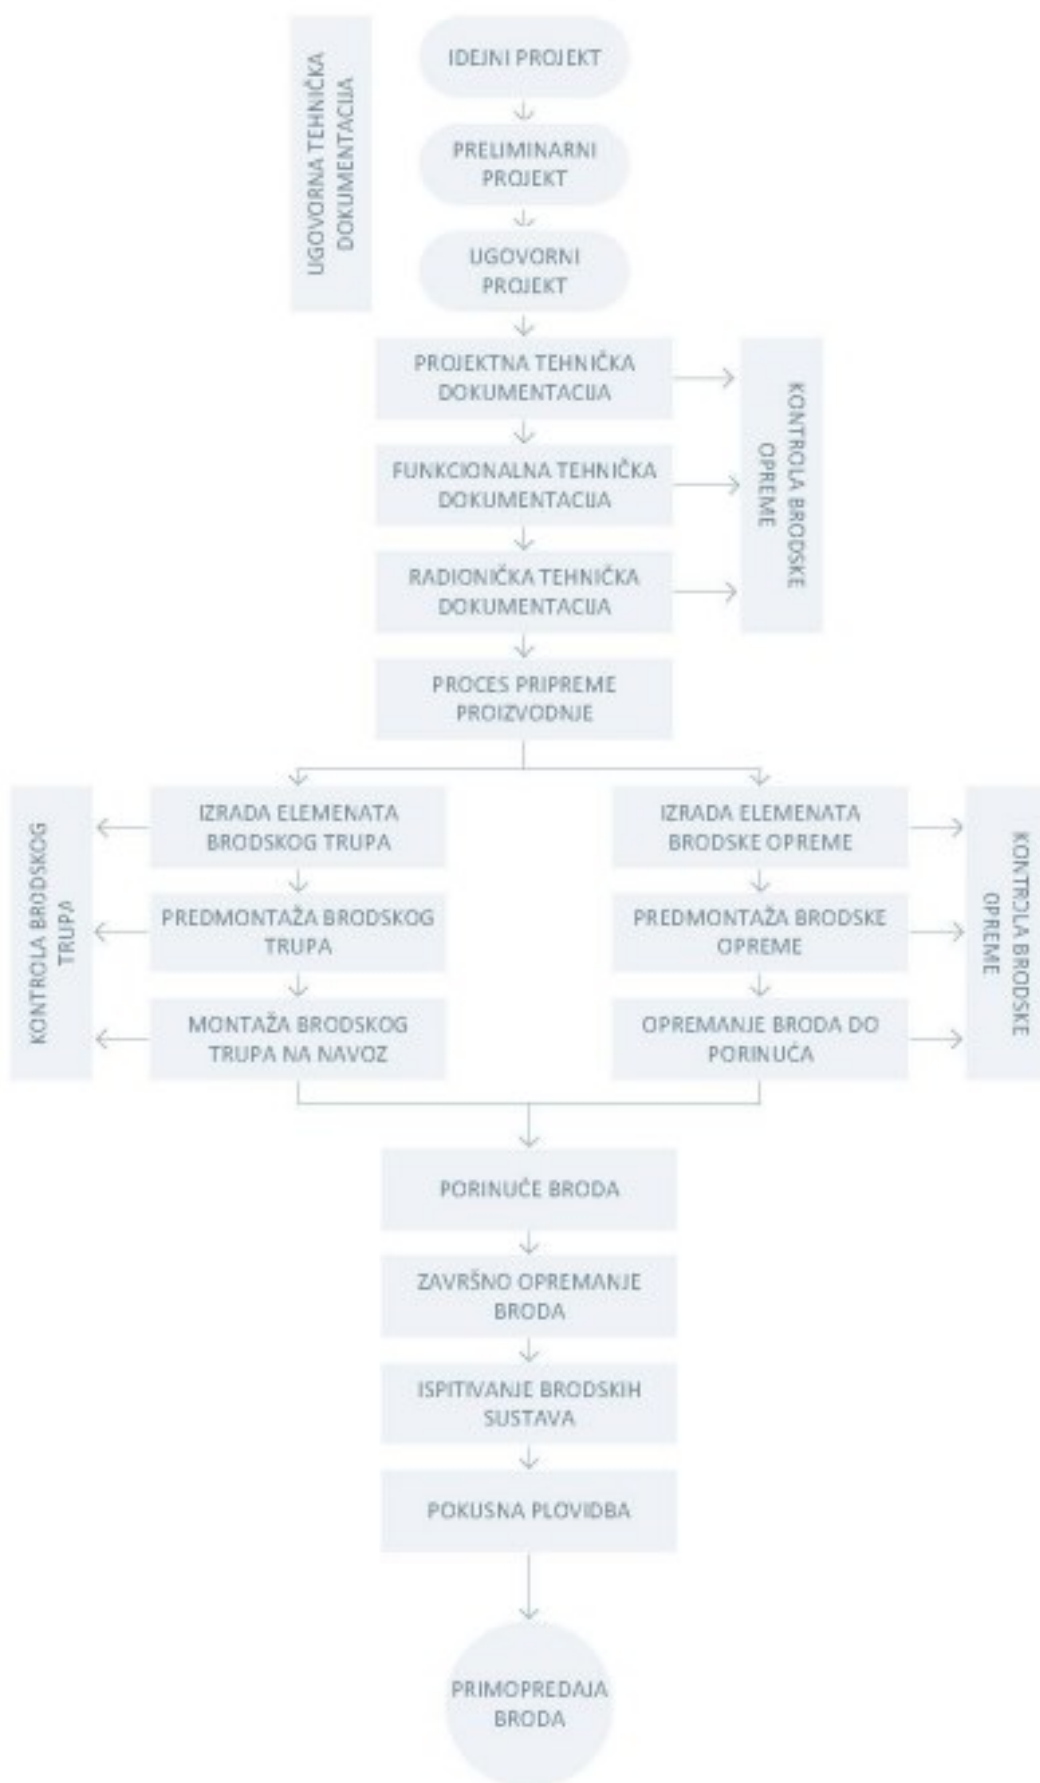 UGOVORNA TEHNIČKA
DOKUMENTACIJA
IDEJNI PROJEKT
PRELIMINARNI
PROJEKT
UGOVORNI
PROJEKT
PROJEKTNA TEHNIČKA
DOKUMENTACIJA
FUNKCIONALNA TEHNIČKA
DOKUMENTACIJA
RADIONIČKA TEHNIČKA
DOKUMENTACIJA
KONTROLA BRODSKE
OPREME
PROCES PRIPREME
PROIZVODNJE
KONTROLA BRODSKOG
TRUPA
IZRADA ELEMENATA
BRODSKOG TRUPA
PREDMONTAŽA BRODSKOG
TRUPA
MONTAŽA BRODSKOG
TRUPA NA NAVOZ
IZRADA ELEMENATA
BRODSKE OPREME
PREDMONTAŽA BRODSKE
OPREME
OPREMANJE BRODA DO
PORINUĆA
KONTROLA BRODSKE
OPREME
PORINUĆE BRODA
ZAVRŠNO OPREMANJE
BRODA
ISPITIVANJE BRODSKIH
SUSTAVA
POKUSNA PLOVIDBA
PRIMOPREDAJA
BRODA